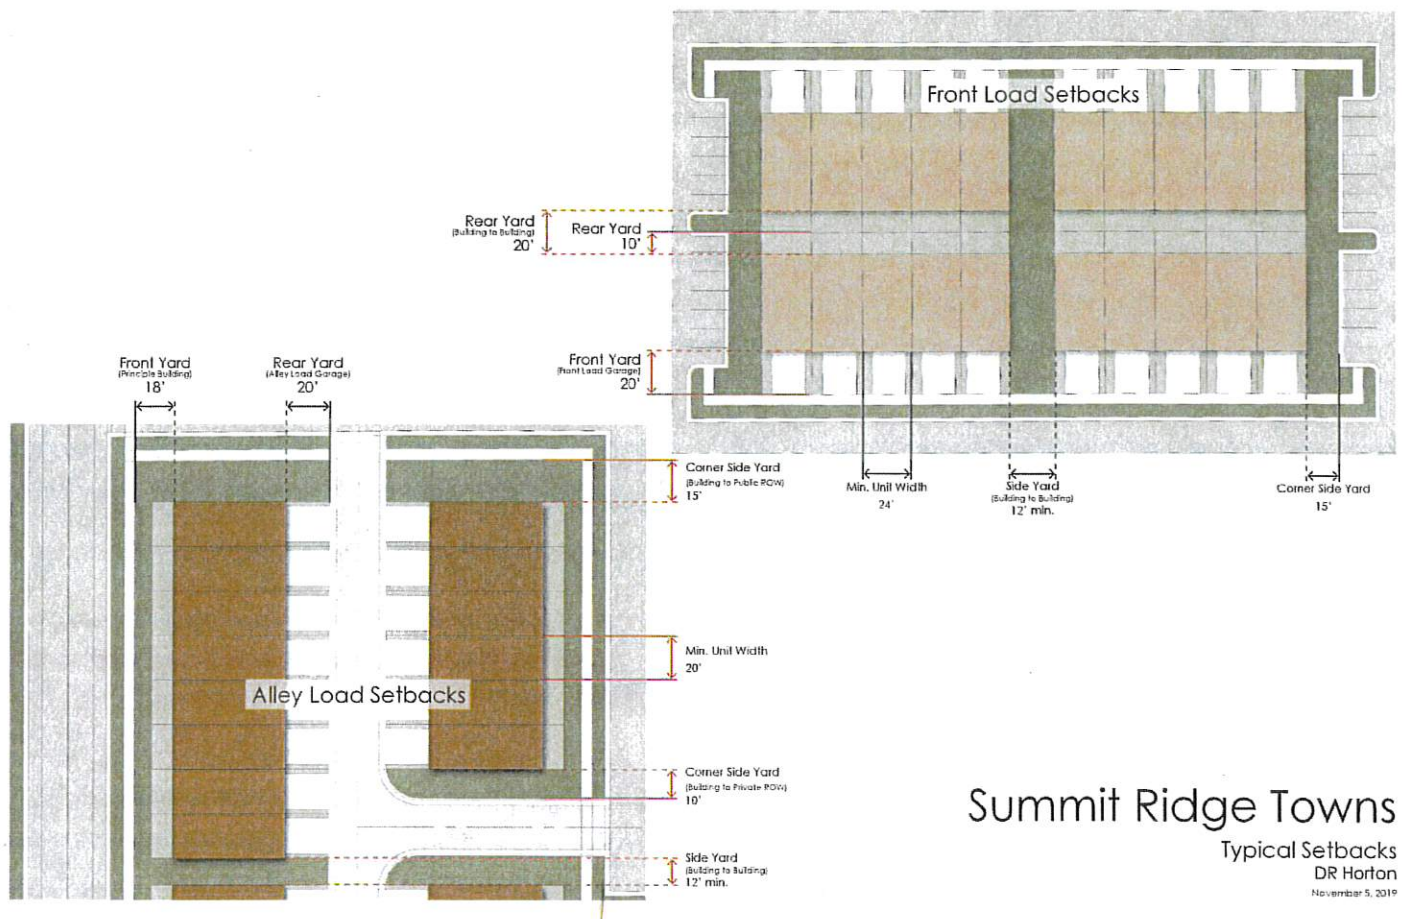 Front Load Setbacks
Rear Yard
(Building to Building)
20'
Rear Yard
10'
Front Yard
(Front Load Garage)
20'
Min. Unit Width
24'
Side Yard
(Building to Building)
12' min.
Corner Side Yard
15'
Front Yard
(Principle Building)
18'
Rear Yard
(Alley Load Garage)
20'
Corner Side Yard
(Building to Public ROW)
15'
Min. Unit Width
20'
Alley Load Setbacks
Corner Side Yard
(Building to Private ROW)
10'
Side Yard
(Building to Building)
12' min.
Summit Ridge Towns
Typical Setbacks
DR Horton
November 5, 2019